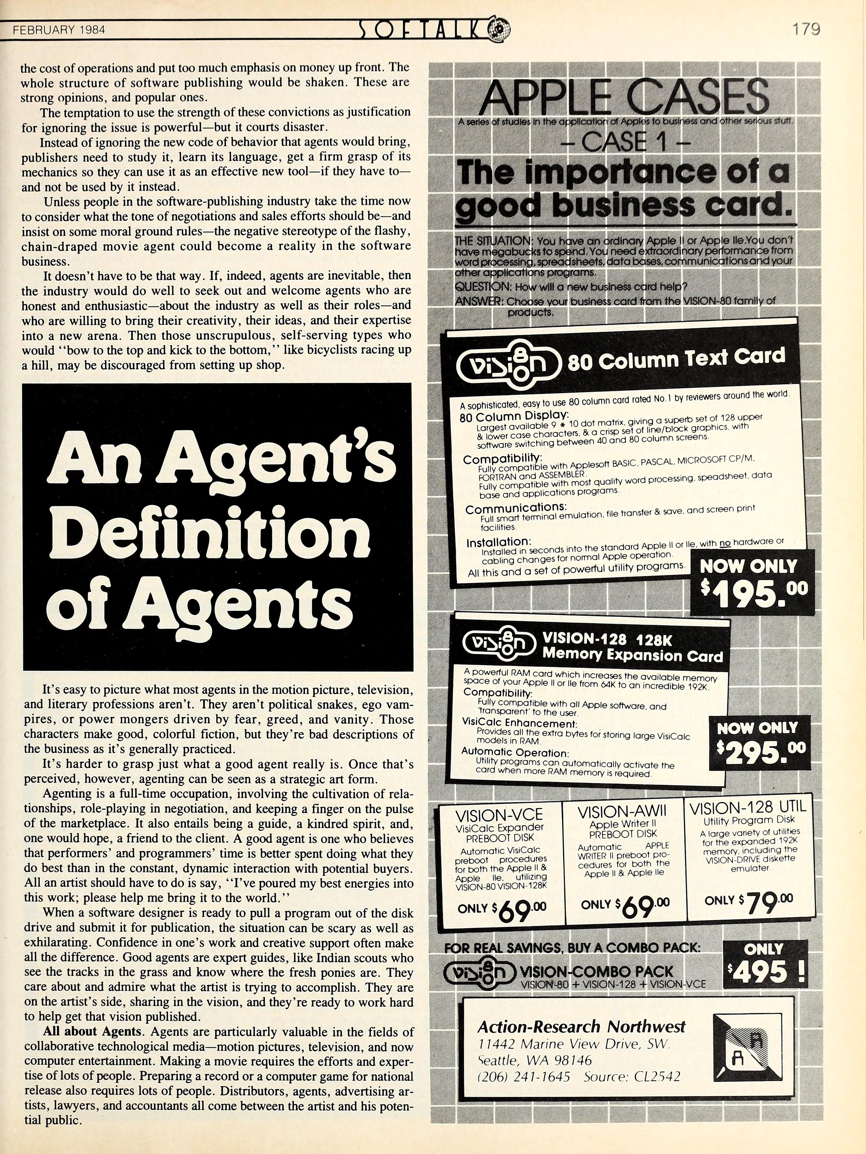 FEBRUARY 1984
SOFTALK
179
the cost of operations and put too much emphasis on money up front. The
whole structure of software publishing would be shaken. These are
strong opinions, and popular ones.
The temptation to use the strength of these convictions as justification
for ignoring the issue is powerful—but it courts disaster.
Instead of ignoring the new code of behavior that agents would bring,
publishers need to study it, learn its language, get a firm grasp of its
mechanics so they can use it as an effective new tool—if they have to—
and not be used by it instead.
Unless people in the software-publishing industry take the time now
to consider what the tone of negotiations and sales efforts should be—and
insist on some moral ground rules—the negative stereotype of the flashy,
chain-draped movie agent could become a reality in the software
business.
It doesn't have to be that way. If, indeed, agents are inevitable, then
the industry would do well to seek out and welcome agents who are
honest and enthusiastic—about the industry as well as their roles—and
who are willing to bring their creativity, their ideas, and their expertise
into a new arena. Then those unscrupulous, self-serving types who
would "bow to the top and kick to the bottom," like bicyclists racing up
a hill, may be discouraged from setting up shop.
An Agent's
Definition
of Agents
It's easy to picture what most agents in the motion picture, television,
and literary professions aren't. They aren't political snakes, ego vam-
pires, or power mongers driven by fear, greed, and vanity. Those
characters make good, colorful fiction, but they're bad descriptions of
the business as it's generally practiced.
It's harder to grasp just what a good agent really is. Once that's
perceived, however, agenting can be seen as a strategic art form.
Agenting is a full-time occupation, involving the cultivation of rela-
tionships, role-playing in negotiation, and keeping a finger on the pulse
of the marketplace. It also entails being a guide, a kindred spirit, and,
one would hope, a friend to the client. A good agent is one who believes
that performers' and programmers' time is better spent doing what they
do best than in the constant, dynamic interaction with potential buyers.
All an artist should have to do is say, "I've poured my best energies into
this work; please help me bring it to the world."
When a software designer is ready to pull a program out of the disk
drive and submit it for publication, the situation can be scary as well as
exhilarating. Confidence in one's work and creative support often make
all the difference. Good agents are expert guides, like Indian scouts who
see the tracks in the grass and know where the fresh ponies are. They
care about and admire what the artist is trying to accomplish. They are
on the artist's side, sharing in the vision, and they're ready to work hard
to help get that vision published.
All about Agents. Agents are particularly valuable in the fields of
collaborative technological media—motion pictures, television, and now
computer entertainment. Making a movie requires the efforts and exper-
tise of lots of people. Preparing a record or a computer game for national
release also requires lots of people. Distributors, agents, advertising ar-
tists, lawyers, and accountants all come between the artist and his poten-
tial public.
APPLE CASES
A series of studies in the application of Apples to business and other serious stuff.
– CASE 1 –
The importance of a
good business card.
THE SITUATION: You have an ordinary Apple II or Apple IIe. You don't
have megabucks to spend. You need extraordinary performance from
word processing, spreadsheets, data bases, communications and your
other applications programs.
QUESTION: How will a new business card help?
ANSWER: Choose your business card from the VISION-80 family of
products.
Vision 80 80 Column Text Card
A sophisticated, easy to use 80 column card rated No.1 by reviewers around the world.
80 Column Display:
Largest available 9 * 10 dot matrix, giving a superb set of 128 upper
& lower case characters, & a crisp set of line/block graphics, with
software switching between 40 and 80 column screens.
Compatibility:
Fully compatible with Applesoft BASIC, PASCAL, MICROSOFT CP/M,
FORTRAN and ASSEMBLER.
Fully compatible with most quality word processing, speadsheet, data
base and applications programs.
Communications:
Full smart terminal emulation, file transfer & save, and screen print
facilities.
Installation:
Installed in seconds into the standard Apple II or IIe, with no hardware or
cabling changes for normal Apple operation.
All this and a set of powerful utility programs.
NOW ONLY
$195.00
Vision 80 VISION-128 128K
Memory Expansion Card
A powerful RAM card which increases the available memory
space of your Apple II or IIe from 64K to an incredible 192K.
Compatibility:
Fully compatible with all Apple software, and
'transparent' to the user.
VisiCalc Enhancement:
Provides all the extra bytes for storing large VisiCalc
models in RAM.
Automatic Operation:
Utility programs can automatically activate the
card when more RAM memory is required.
NOW ONLY
$295.00
VISION-VCE
VisiCalc Expander
PREBOOT DISK
Automatic VisiCalc
preboot procedures
for both the Apple II &
Apple IIe, utilizing
VISION-80 VISION-128K
ONLY $69.00
VISION-AWII
Apple Writer II
PREBOOT DISK
Automatic APPLE
WRITER II preboot pro-
cedures for both the
Apple II & Apple IIe
ONLY $69.00
VISION-128 UTIL
Utility Program Disk
A large variety of utilities
for the expanded 192K
memory, including the
VISION-DRIVE diskette
emulater.
ONLY $79.00
FOR REAL SAVINGS, BUY A COMBO PACK:
Vision 80 VISION-COMBO PACK
VISION-80 + VISION-128 + VISION-VCE
ONLY
$495 !
Action-Research Northwest
11442 Marine View Drive, SW.
Seattle, WA 98146
(206) 241-1645 Source: CL2542
A
A